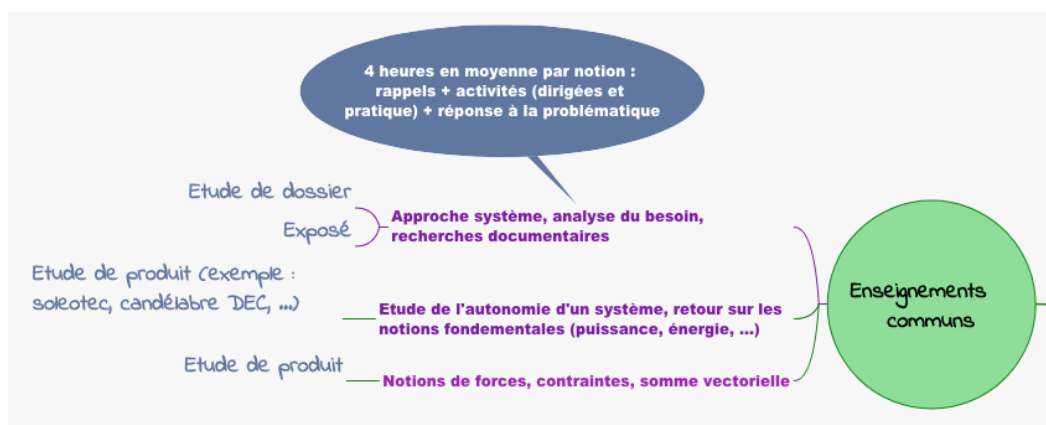 4 heures en moyenne par notion :
rappels + activités (dirigées et
pratique) + réponse à la problématique
Etude de dossier
Exposé
Approche système, analyse du besoin,
recherches documentaires
Etude de produit (exemple :
soleotec, candélabre DEC, ...)
Etude de l'autonomie d'un système, retour sur les
notions fondementales (puissance, énergie, ...)
Etude de produit
Notions de forces, contraintes, somme vectorielle
Enseignements
communs